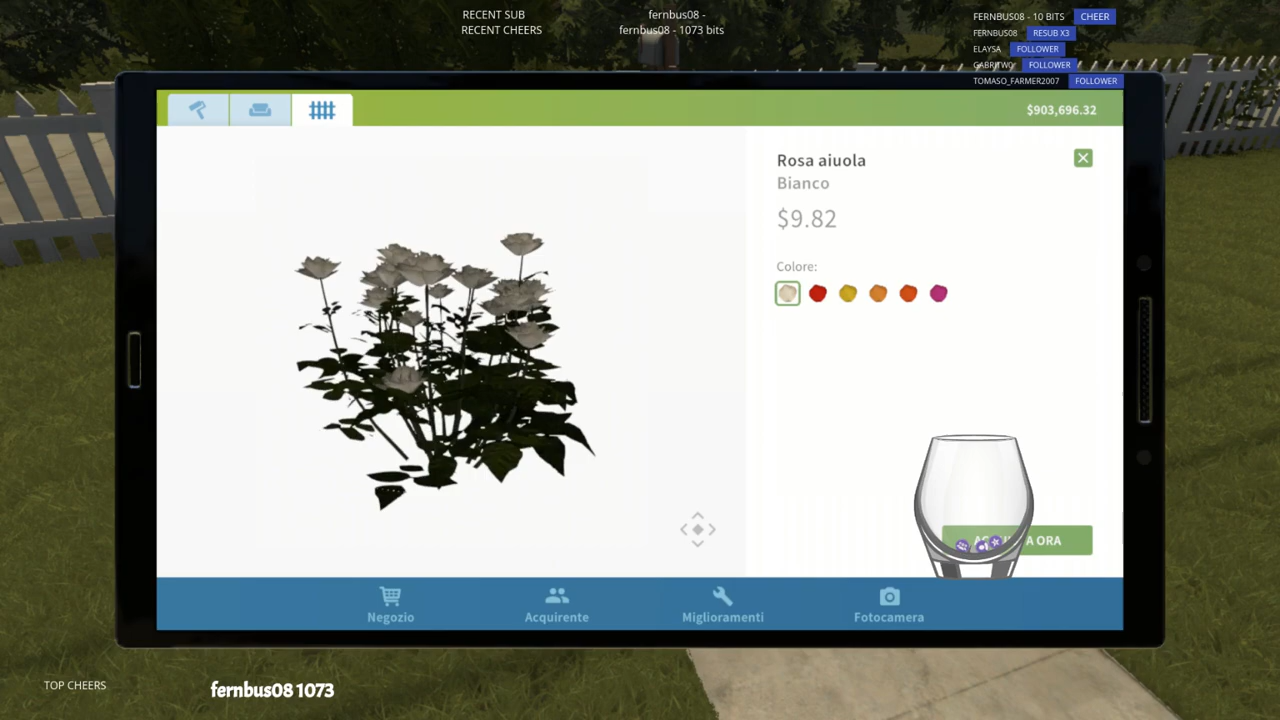 RECENT SUB
fernbus08 -
RECENT CHEERS
fernbus08 - 1073 bits
FERNBUS08 - 10 BITS CHEER
FERNBUS08 RESUB X3
ELAYSA FOLLOWER
GABRITW0 FOLLOWER
TOMASO_FARMER2007 FOLLOWER
$903,696.32
Rosa aiuola
Bianco
$9.82
Colore:
ORA
Negozio
Acquirente
Miglioramenti
Fotocamera
TOP CHEERS
fernbus08 1073